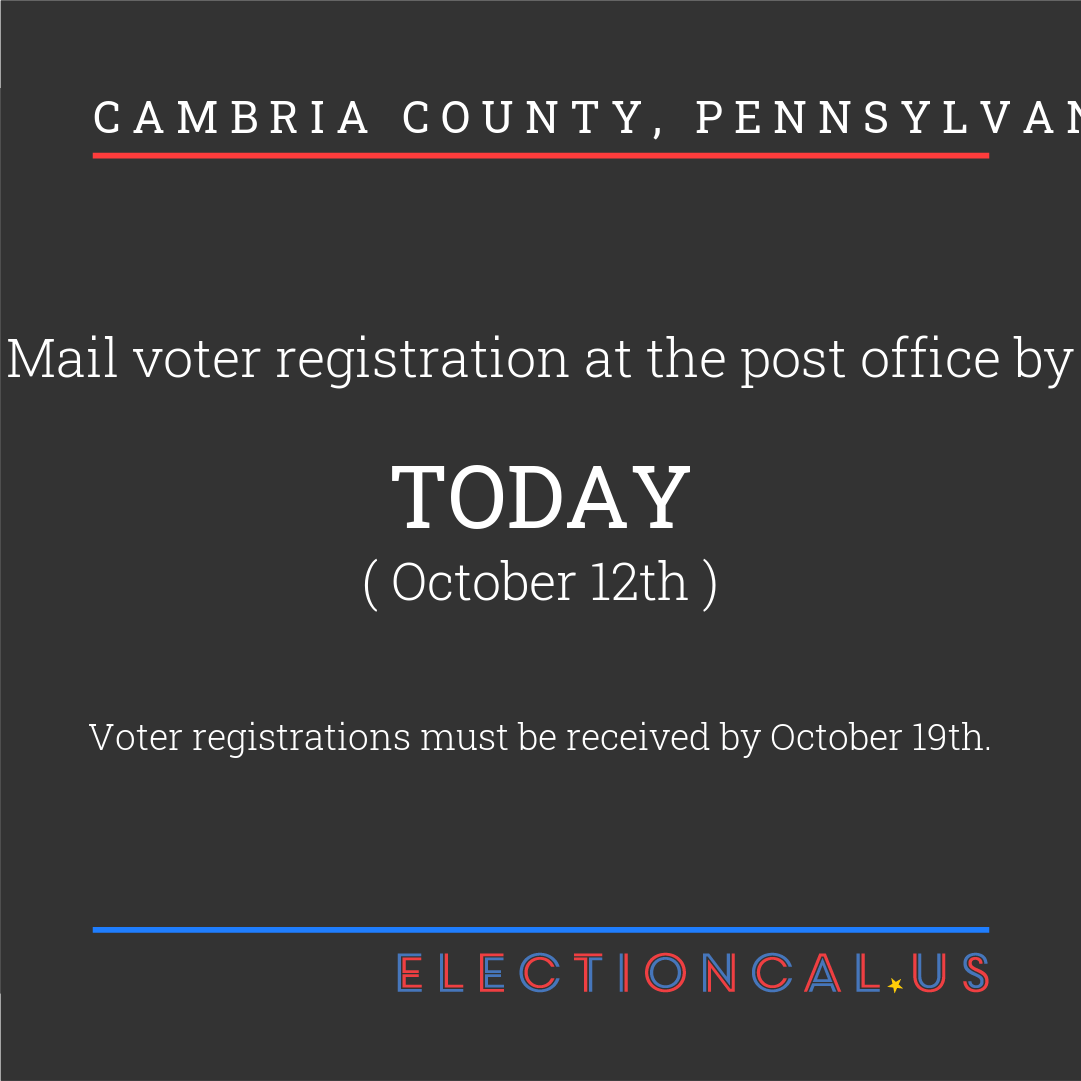 CAMBRIA COUNTY, PENNSYLVAN
Mail voter registration at the post office by
TODAY
( October 12th )
Voter registrations must be received by October 19th.
ELECTIONCAL.US